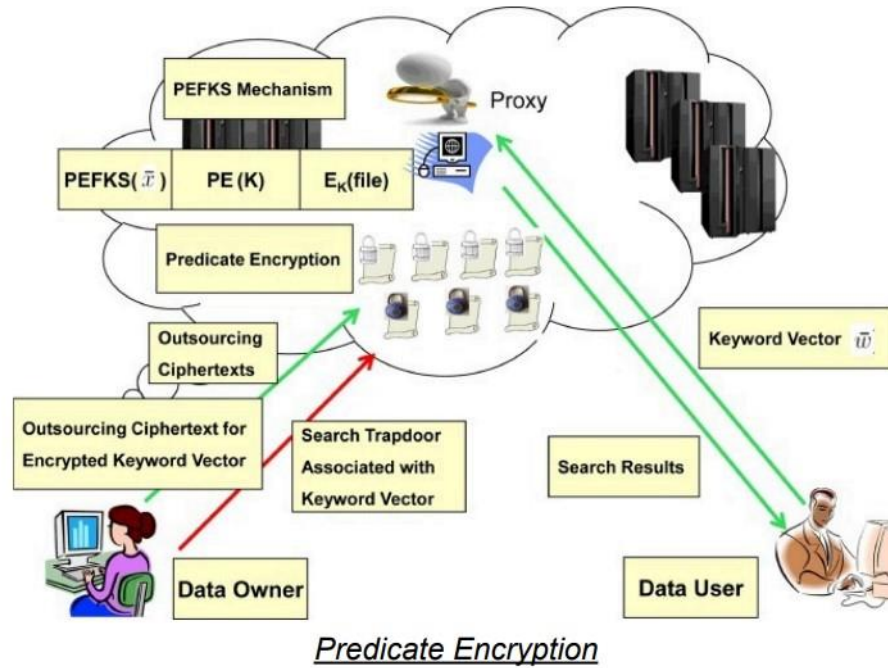 PEFKS Mechanism
Proxy
PEFKS( x̄ )
PE (K)
E_K(file)
Predicate Encryption
Outsourcing
Ciphertexts
Keyword Vector w̄
Outsourcing Ciphertext for
Encrypted Keyword Vector
Search Trapdoor
Associated with
Keyword Vector
Search Results
Data Owner
Data User
Predicate Encryption